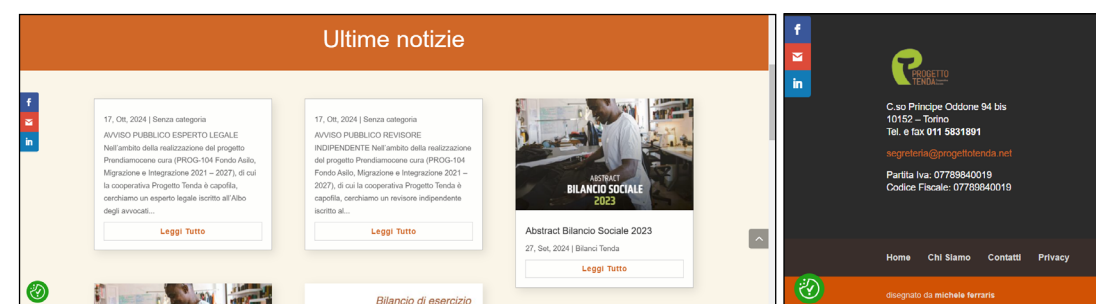 Ultime notizie
17, Ott, 2024 | Senza categoria
AVVISO PUBBLICO ESPERTO LEGALE
Nell'ambito della realizzazione del progetto
Prendiamocene cura (PROG-104 Fondo Asilo,
Migrazione e Integrazione 2021 –
2027), di cui
la cooperativa Progetto Tenda è capofila,
cerchiamo un esperto legale iscritto all'Albo
degli avvocati...
Leggi Tutto
17, Ott, 2024 | Senza categoria
AVVISO PUBBLICO REVISORE
INDIPENDENTE Nell'ambito della realizzazione
del progetto Prendiamocene cura (PROG-104
Fondo Asilo, Migrazione e Integrazione 2021 –
2027), di cui la cooperativa Progetto Tenda è
capofila, cerchiamo un revisore indipendente
iscritto al...
Leggi Tutto
ABSTRACT
BILANCIO SOCIALE
2023
Abstract Bilancio Sociale 2023
27, Set, 2024 | Bilanci Tenda
Leggi Tutto
Bilancio di esercizio
PROGETTO
TENDA
C.so Principe Oddone 94 bis
10152 – Torino
Tel. e fax 011 5831891
segreteria@progettotenda.net
Partita Iva: 07789840019
Codice Fiscale: 07789840019
Home Chi Siamo Contatti Privacy
disegnato da michele ferraris